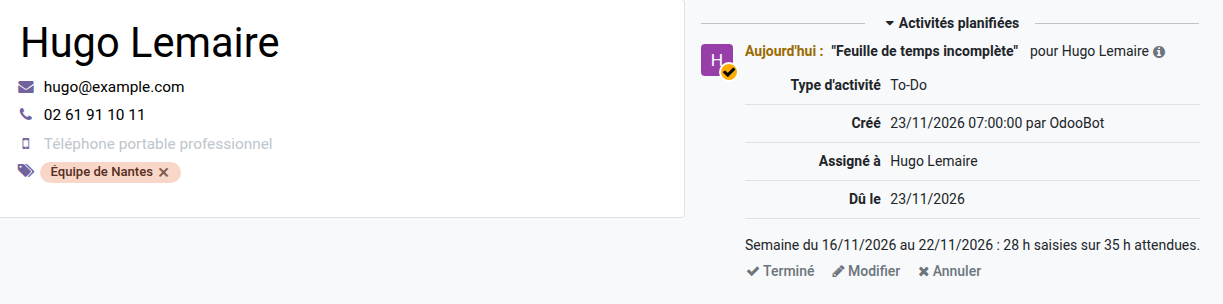 Hugo Lemaire
hugo@example.com
02 61 91 10 11
Téléphone portable professionnel
Équipe de Nantes
Activités planifiées
H
Aujourd'hui : "Feuille de temps incomplète" pour Hugo Lemaire
Type d'activité To-Do
Créé 23/11/2026 07:00:00 par OdooBot
Assigné à Hugo Lemaire
Dû le 23/11/2026
Semaine du 16/11/2026 au 22/11/2026 : 28 h saisies sur 35 h attendues.
Terminé Modifier Annuler